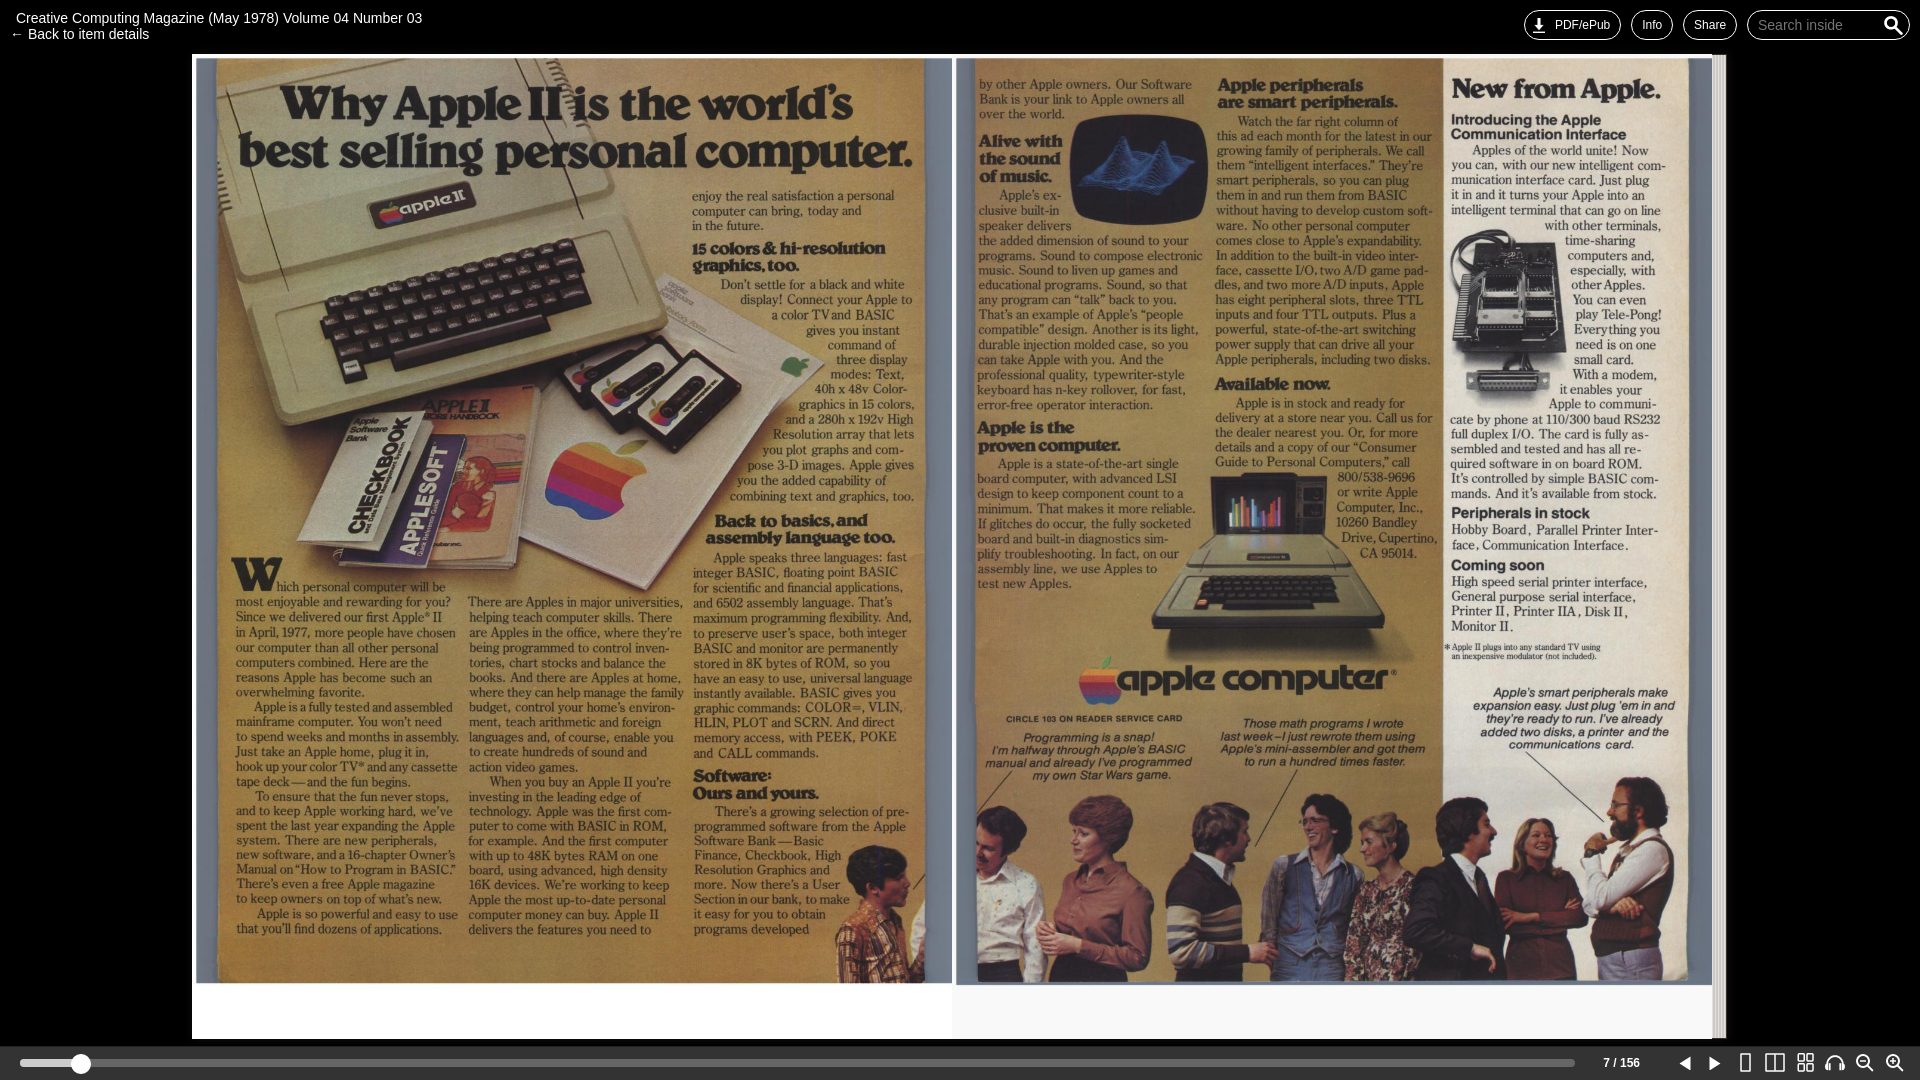 Creative Computing Magazine (May 1978) Volume 04 Number 03
← Back to item details
PDF/ePub
Info
Share
Search inside
Why Apple II is the world's
best selling personal computer.
apple II
Apple
Software
Bank
CHECKBOOK
APPLESOFT
Quick Reference Guide
APPLE II
Which personal computer will be
most enjoyable and rewarding for you?
Since we delivered our first Apple® II
in April, 1977, more people have chosen
our computer than all other personal
computers combined. Here are the
reasons Apple has become such an
overwhelming favorite.
Apple is a fully tested and assembled
mainframe computer. You won't need
to spend weeks and months in assembly.
Just take an Apple home, plug it in,
hook up your color TV* and any cassette
tape deck — and the fun begins.
To ensure that the fun never stops,
and to keep Apple working hard, we've
spent the last year expanding the Apple
system. There are new peripherals,
new software, and a 16-chapter Owner's
Manual on "How to Program in BASIC."
There's even a free Apple magazine
to keep owners on top of what's new.
Apple is so powerful and easy to use
that you'll find dozens of applications.
There are Apples in major universities,
helping teach computer skills. There
are Apples in the office, where they're
being programmed to control inven-
tories, chart stocks and balance the
books. And there are Apples at home,
where they can help manage the family
budget, control your home's environ-
ment, teach arithmetic and foreign
languages and, of course, enable you
to create hundreds of sound and
action video games.
When you buy an Apple II you're
investing in the leading edge of
technology. Apple was the first com-
puter to come with BASIC in ROM,
for example. And the first computer
with up to 48K bytes RAM on one
board, using advanced, high density
16K devices. We're working to keep
Apple the most up-to-date personal
computer money can buy. Apple II
delivers the features you need to
enjoy the real satisfaction a personal
computer can bring, today and
in the future.
15 colors & hi-resolution
graphics, too.
Don't settle for a black and white
display! Connect your Apple to
a color TV and BASIC
gives you instant
command of
three display
modes: Text,
40h x 48v Color-
graphics in 15 colors,
and a 280h x 192v High
Resolution array that lets
you plot graphs and com-
pose 3-D images. Apple gives
you the added capability of
combining text and graphics, too.
Back to basics, and
assembly language too.
Apple speaks three languages: fast
integer BASIC, floating point BASIC
for scientific and financial applications,
and 6502 assembly language. That's
maximum programming flexibility. And,
to preserve user's space, both integer
BASIC and monitor are permanently
stored in 8K bytes of ROM, so you
have an easy to use, universal language
instantly available. BASIC gives you
graphic commands: COLOR=, VLIN,
HLIN, PLOT and SCRN. And direct
memory access, with PEEK, POKE
and CALL commands.
Software:
Ours and yours.
There's a growing selection of pre-
programmed software from the Apple
Software Bank — Basic
Finance, Checkbook, High
Resolution Graphics and
more. Now there's a User
Section in our bank, to make
it easy for you to obtain
programs developed
by other Apple owners. Our Software
Bank is your link to Apple owners all
over the world.
Alive with
the sound
of music.
Apple's ex-
clusive built-in
speaker delivers
the added dimension of sound to your
programs. Sound to compose electronic
music. Sound to liven up games and
educational programs. Sound, so that
any program can "talk" back to you.
That's an example of Apple's "people
compatible" design. Another is its light,
durable injection molded case, so you
can take Apple with you. And the
professional quality, typewriter-style
keyboard has n-key rollover, for fast,
error-free operator interaction.
Apple is the
proven computer.
Apple is a state-of-the-art single
board computer, with advanced LSI
design to keep component count to a
minimum. That makes it more reliable.
If glitches do occur, the fully socketed
board and built-in diagnostics sim-
plify troubleshooting. In fact, on our
assembly line, we use Apples to
test new Apples.
Apple peripherals
are smart peripherals.
Watch the far right column of
this ad each month for the latest in our
growing family of peripherals. We call
them "intelligent interfaces." They're
smart peripherals, so you can plug
them in and run them from BASIC
without having to develop custom soft-
ware. No other personal computer
comes close to Apple's expandability.
In addition to the built-in video inter-
face, cassette I/O, two A/D game pad-
dles, and two more A/D inputs, Apple
has eight peripheral slots, three TTL
inputs and four TTL outputs. Plus a
powerful, state-of-the-art switching
power supply that can drive all your
Apple peripherals, including two disks.
Available now.
Apple is in stock and ready for
delivery at a store near you. Call us for
the dealer nearest you. Or, for more
details and a copy of our "Consumer
Guide to Personal Computers," call
800/538-9696
or write Apple
Computer, Inc.,
10260 Bandley
Drive, Cupertino,
CA 95014.
apple computer®
CIRCLE 103 ON READER SERVICE CARD
Programming is a snap!
I'm halfway through Apple's BASIC
manual and already I've programmed
my own Star Wars game.
Those math programs I wrote
last week – I just rewrote them using
Apple's mini-assembler and got them
to run a hundred times faster.
New from Apple.
Introducing the Apple
Communication Interface
Apples of the world unite! Now
you can, with our new intelligent com-
munication interface card. Just plug
it in and it turns your Apple into an
intelligent terminal that can go on line
with other terminals,
time-sharing
computers and,
especially, with
other Apples.
You can even
play Tele-Pong!
Everything you
need is on one
small card.
With a modem,
it enables your
Apple to communi-
cate by phone at 110/300 baud RS232
full duplex I/O. The card is fully as-
sembled and tested and has all re-
quired software in on board ROM.
It's controlled by simple BASIC com-
mands. And it's available from stock.
Peripherals in stock
Hobby Board, Parallel Printer Inter-
face, Communication Interface.
Coming soon
High speed serial printer interface,
General purpose serial interface,
Printer II, Printer IIA, Disk II,
Monitor II.
* Apple II plugs into any standard TV using
an inexpensive modulator (not included).
Apple's smart peripherals make
expansion easy. Just plug 'em in and
they're ready to run. I've already
added two disks, a printer and the
communications card.
7 / 156